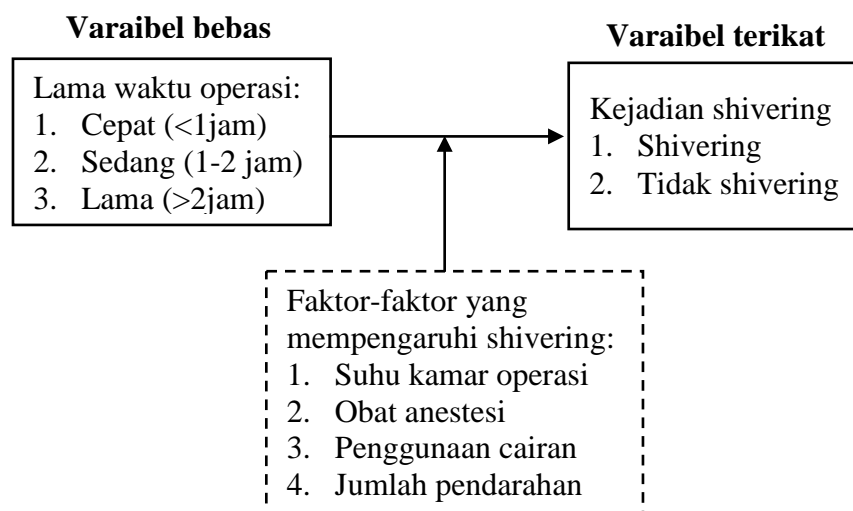 Varaibel bebas
Lama waktu operasi:
1. Cepat (<1jam)
2. Sedang (1-2 jam)
3. Lama (>2jam)
Varaibel terikat
Kejadian shivering
1. Shivering
2. Tidak shivering
Faktor-faktor yang
mempengaruhi shivering:
1. Suhu kamar operasi
2. Obat anestesi
3. Penggunaan cairan
4. Jumlah pendarahan